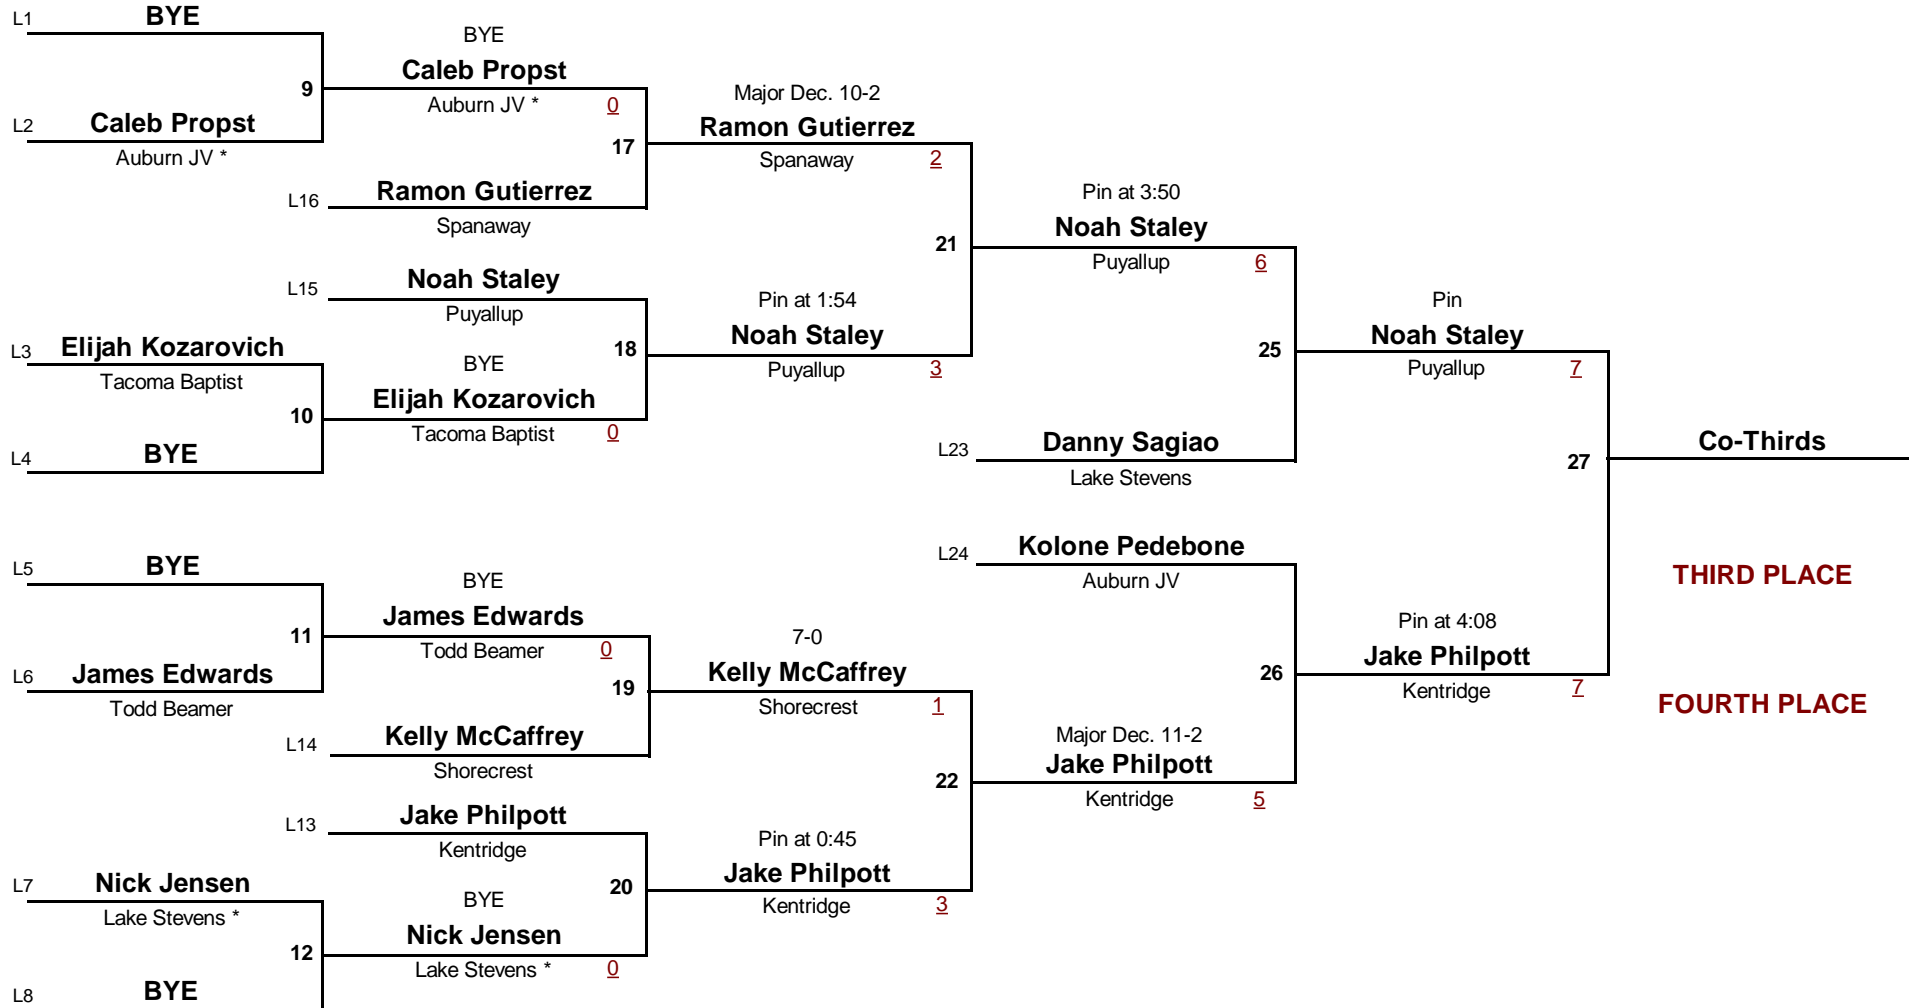 L1 BYE
BYE
Caleb Propst
9
Auburn JV * 0
L2 Caleb Propst
Auburn JV *
Major Dec. 10-2
Ramon Gutierrez
17
Spanaway 2
L16 Ramon Gutierrez
Spanaway
Pin at 3:50
Noah Staley
21
Puyallup 6
L15 Noah Staley
Puyallup
Pin at 1:54
Noah Staley
18
Puyallup 3
L3 Elijah Kozarovich
Tacoma Baptist
BYE
Elijah Kozarovich
10
Tacoma Baptist 0
L4 BYE
Pin
Noah Staley
25
Puyallup 7
L23 Danny Sagiao
Lake Stevens
27
Co-Thirds
THIRD PLACE
FOURTH PLACE
L5 BYE
BYE
James Edwards
11
Todd Beamer 0
L6 James Edwards
Todd Beamer
7-0
Kelly McCaffrey
19
Shorecrest 1
L14 Kelly McCaffrey
Shorecrest
L24 Kolone Pedebone
Auburn JV
Pin at 4:08
Jake Philpott
26
Kentridge 7
Major Dec. 11-2
Jake Philpott
22
Kentridge 5
L13 Jake Philpott
Kentridge
Pin at 0:45
Jake Philpott
20
Kentridge 3
L7 Nick Jensen
Lake Stevens *
BYE
Nick Jensen
12
Lake Stevens * 0
L8 BYE